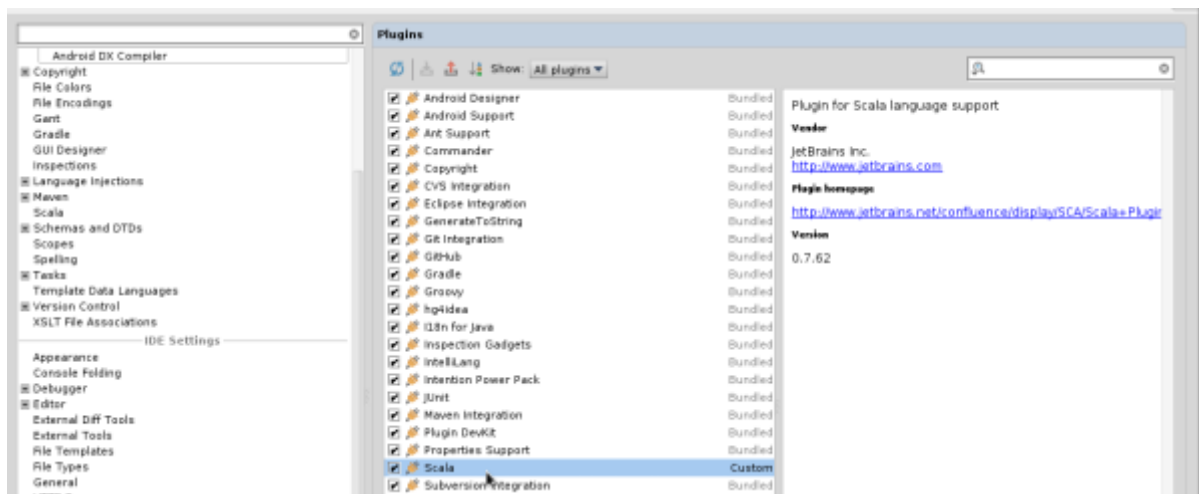 Plugins
Android DX Compiler
Copyright
File Colors
File Encodings
Gant
Gradle
GUI Designer
Inspections
Language Injections
Maven
Scala
Schemas and DTDs
Scopes
Spelling
Tasks
Template Data Languages
Version Control
XSLT File Associations
IDE Settings
Appearance
Console Folding
Debugger
Editor
External Diff Tools
External Tools
File Templates
File Types
General
Show: All plugins
Android Designer Bundled
Android Support Bundled
Ant Support Bundled
Commander Bundled
Copyright Bundled
CVS Integration Bundled
Eclipse Integration Bundled
GenerateToString Bundled
Git Integration Bundled
GitHub Bundled
Gradle Bundled
Groovy Bundled
hg4idea Bundled
I18n for Java Bundled
Inspection Gadgets Bundled
IntelliLang Bundled
Intention Power Pack Bundled
JUnit Bundled
Maven Integration Bundled
Plugin DevKit Bundled
Properties Support Bundled
Scala Custom
Subversion Integration Bundled
Plugin for Scala language support
Vendor
JetBrains Inc.
http://www.jetbrains.com
Plugin homepage
http://www.jetbrains.net/confluence/display/SCA/Scala+Plugin
Version
0.7.62